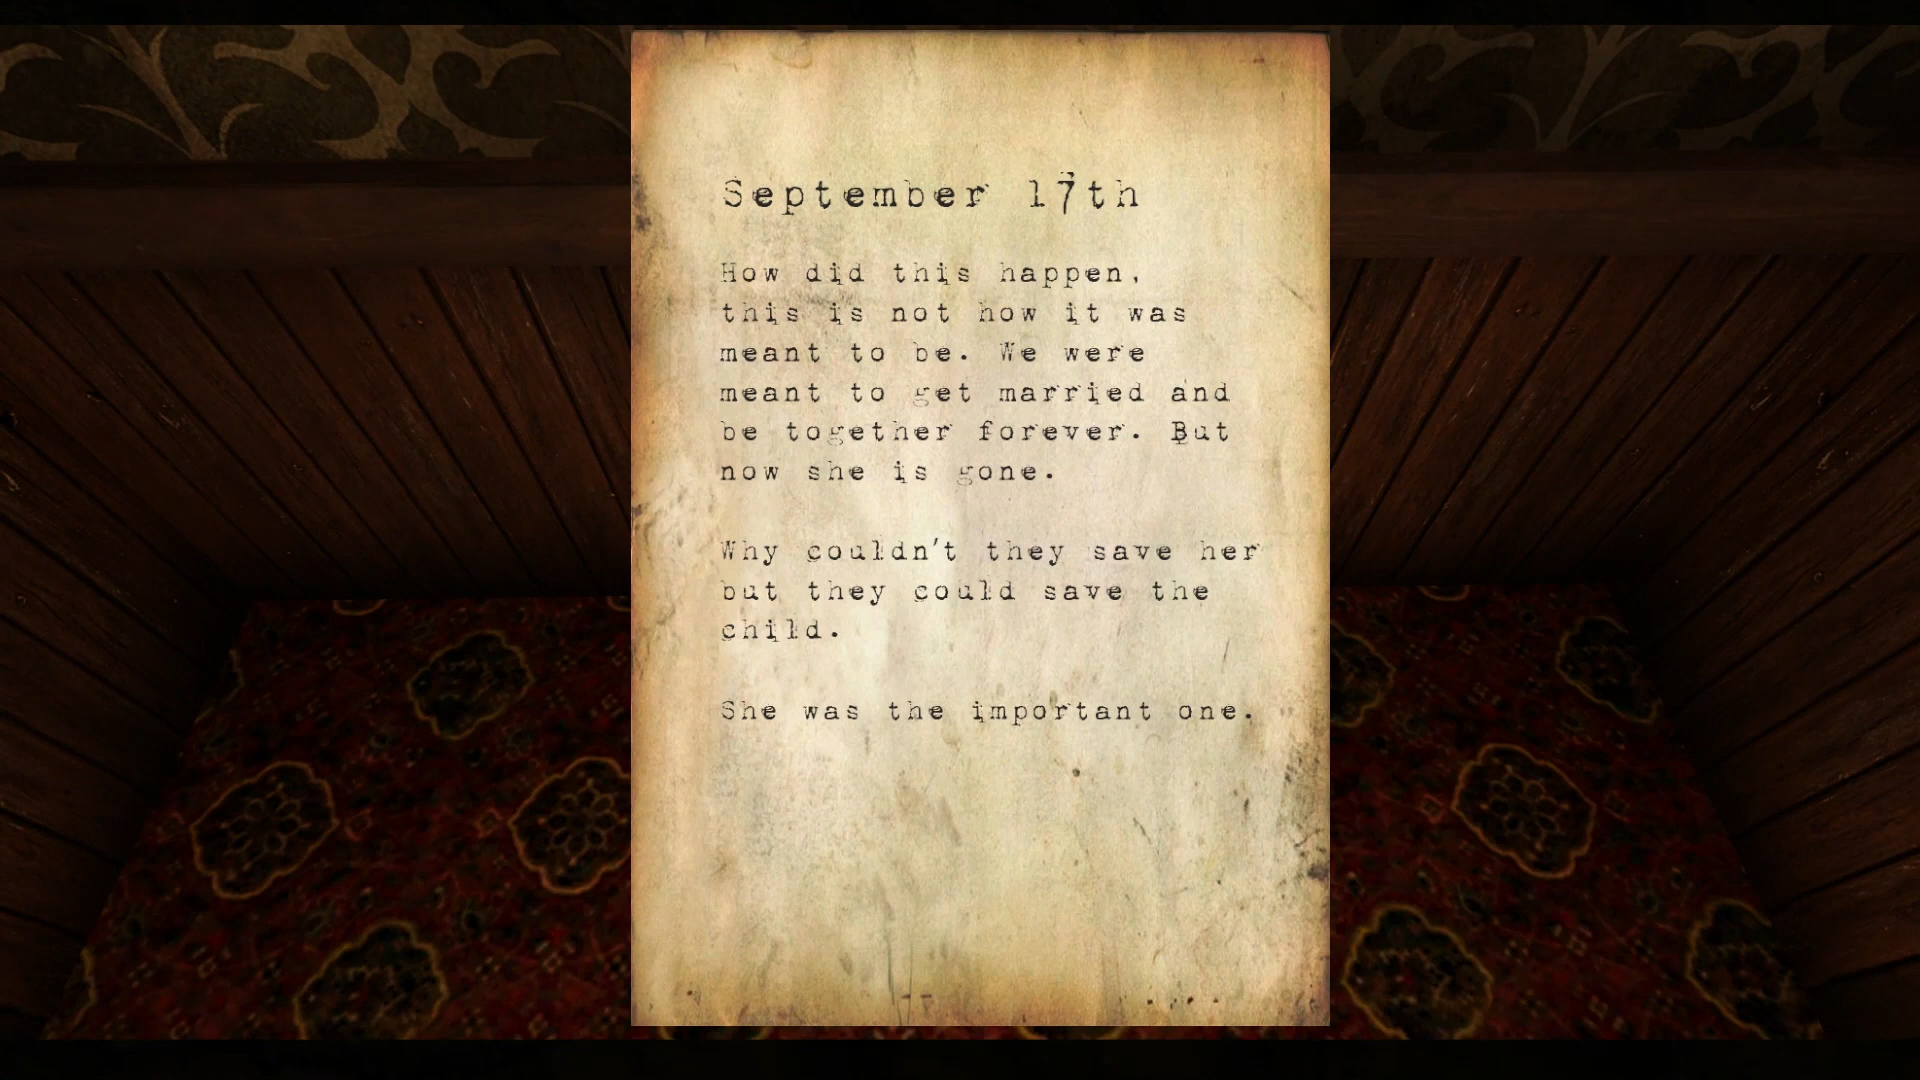 September 17th
How did this happen,
this is not how it was
meant to be. We were
meant to get married and
be together forever. But
now she is gone.
Why couldn't they save her
but they could save the
child.
She was the important one.